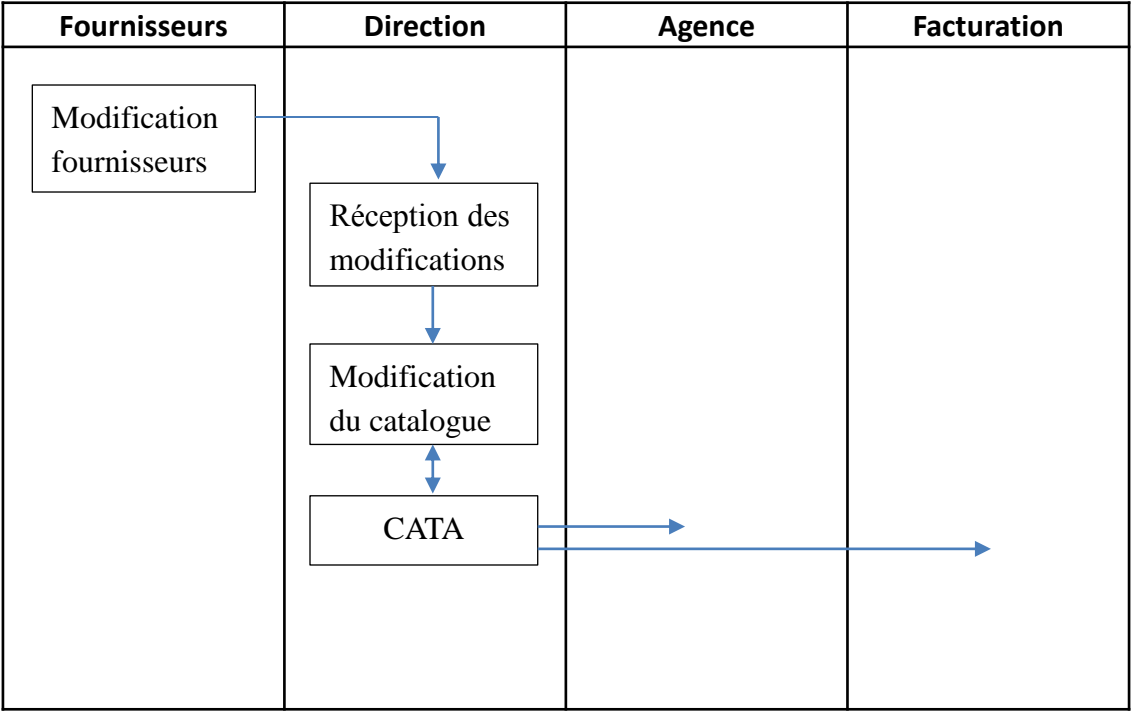 Fournisseurs
Direction
Agence
Facturation
Modification
fournisseurs
Réception des
modifications
Modification
du catalogue
CATA